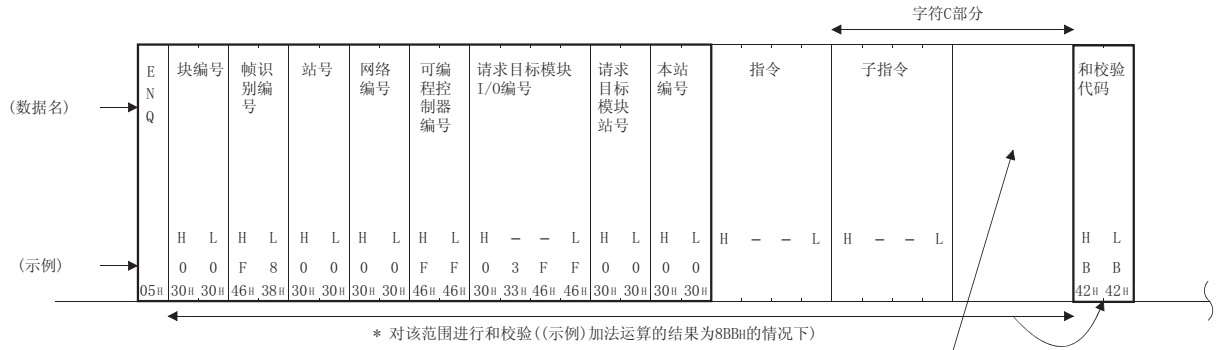 字符C部分
(数据名)
E N Q
块编号
帧识别编号
站号
网络编号
可编程控制器编号
请求目标模块I/O编号
请求目标模块站号
本站编号
指令
子指令
和校验代码
H L H L H L H L H L H — — L H L H L H — — L H — — L H L
(示例)
0 0 F 8 0 0 0 0 F F 0 3 F F 0 0 0 0 B B
05H 30H 30H 46H 38H 30H 30H 30H 30H 46H 46H 30H 33H 46H 46H 30H 30H 30H 30H 42H 42H
* 对该范围进行和校验((示例)加法运算的结果为8BBH的情况下)